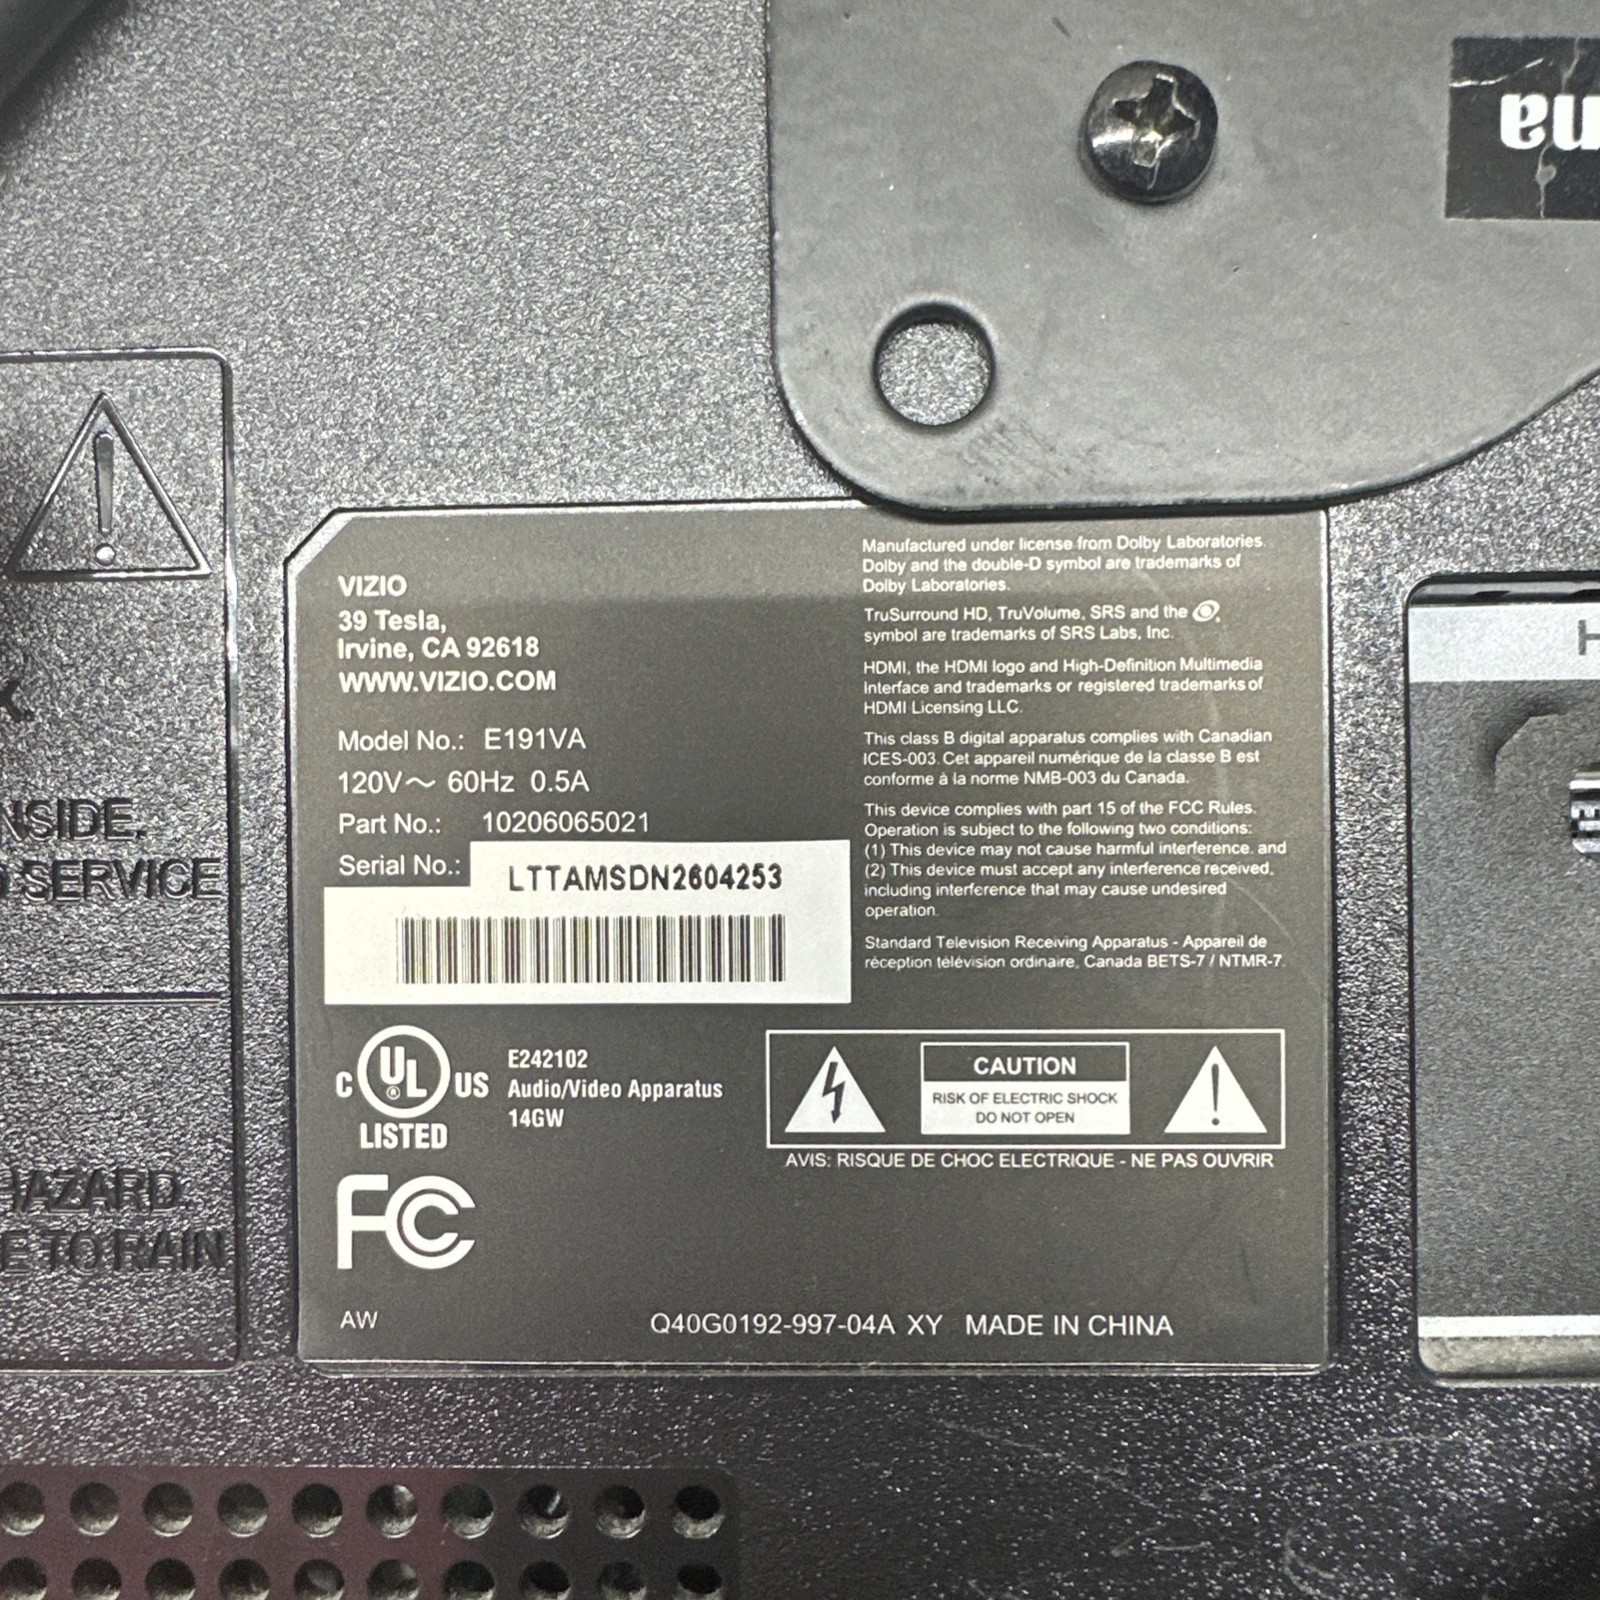 na
VIZIO
39 Tesla,
Irvine, CA 92618
WWW.VIZIO.COM
Model No.: E191VA
120V～ 60Hz 0.5A
Part No.: 10206065021
Serial No.: LTTAMSDN2604253
Manufactured under license from Dolby Laboratories.
Dolby and the double-D symbol are trademarks of
Dolby Laboratories.
TruSurround HD, TruVolume, SRS and the
symbol are trademarks of SRS Labs, Inc.
HDMI, the HDMI logo and High-Definition Multimedia
Interface and trademarks or registered trademarks of
HDMI Licensing LLC.
This class B digital apparatus complies with Canadian
ICES-003. Cet appareil numérique de la classe B est
conforme à la norme NMB-003 du Canada.
This device complies with part 15 of the FCC Rules.
Operation is subject to the following two conditions:
(1) This device may not cause harmful interference. and
(2) This device must accept any interference received,
including interference that may cause undesired
operation.
Standard Television Receiving Apparatus - Appareil de
réception télévision ordinaire, Canada BETS-7 / NTMR-7.
C UL ® US
LISTED
E242102
Audio/Video Apparatus
14GW
CAUTION
RISK OF ELECTRIC SHOCK
DO NOT OPEN
AVIS: RISQUE DE CHOC ELECTRIQUE - NE PAS OUVRIR
FC
AW
Q40G0192-997-04A XY MADE IN CHINA
NSIDE.
SERVICE
HAZARD.
E TO RAIN
H